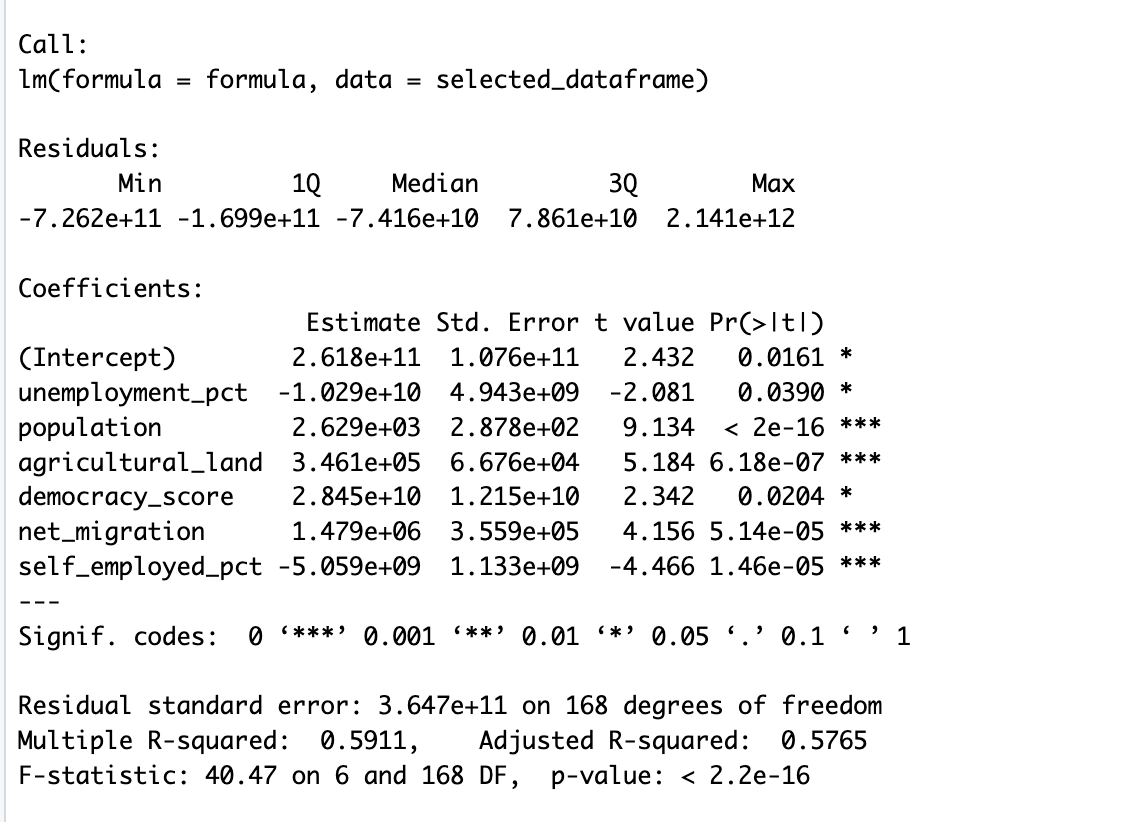 Call:
lm(formula = formula, data = selected_dataframe)
Residuals:
       Min         1Q     Median         3Q        Max
-7.262e+11 -1.699e+11 -7.416e+10  7.861e+10  2.141e+12
Coefficients:
                    Estimate Std. Error t value Pr(>|t|)
(Intercept)        2.618e+11  1.076e+11   2.432   0.0161 *
unemployment_pct  -1.029e+10  4.943e+09  -2.081   0.0390 *
population         2.629e+03  2.878e+02   9.134  < 2e-16 ***
agricultural_land  3.461e+05  6.676e+04   5.184 6.18e-07 ***
democracy_score    2.845e+10  1.215e+10   2.342   0.0204 *
net_migration      1.479e+06  3.559e+05   4.156 5.14e-05 ***
self_employed_pct -5.059e+09  1.133e+09  -4.466 1.46e-05 ***
---
Signif. codes:  0 ‘***’ 0.001 ‘**’ 0.01 ‘*’ 0.05 ‘.’ 0.1 ‘ ’ 1
Residual standard error: 3.647e+11 on 168 degrees of freedom
Multiple R-squared:  0.5911,    Adjusted R-squared:  0.5765
F-statistic: 40.47 on 6 and 168 DF,  p-value: < 2.2e-16